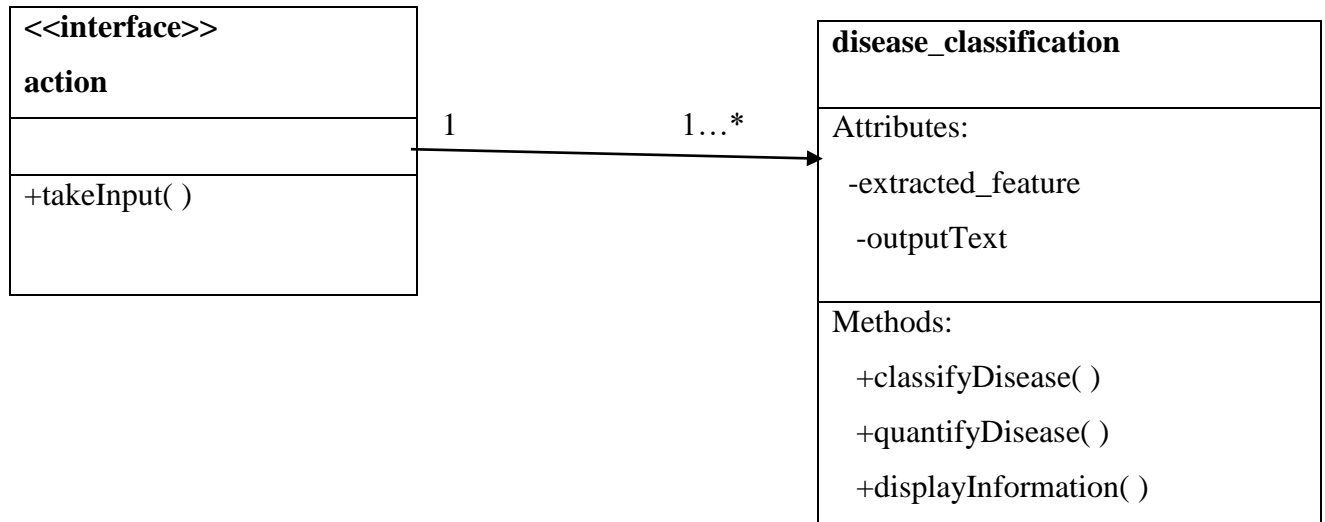 <<interface>>
action
+takeInput( )
1
1…*
disease_classification
Attributes:
-extracted_feature
-outputText
Methods:
+classifyDisease( )
+quantifyDisease( )
+displayInformation( )